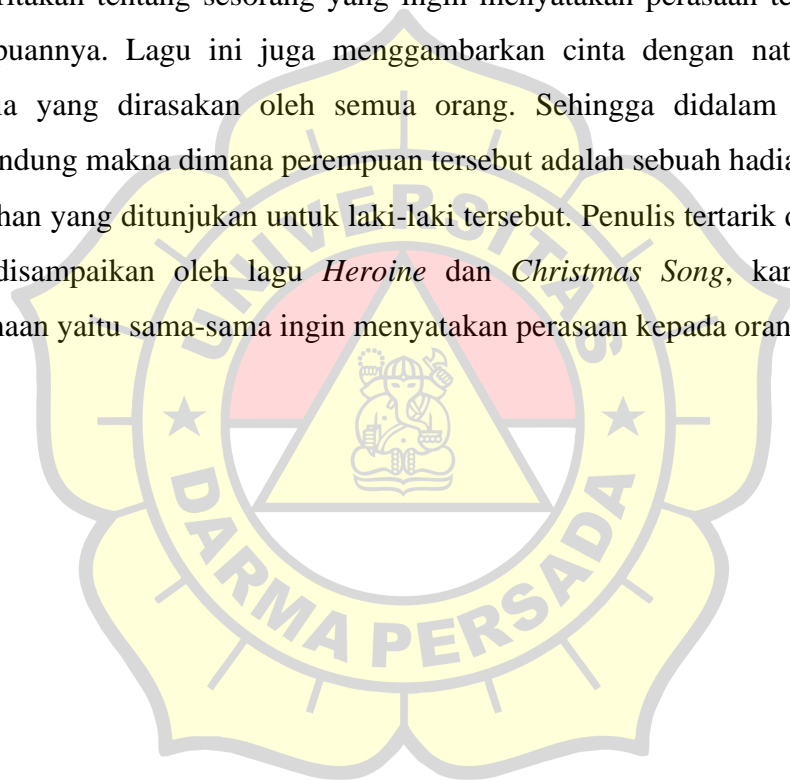 ritakan tentang sesorang yang ingin menyatakan perasaan te
puannya. Lagu ini juga menggambarkan cinta dengan nat
a yang dirasakan oleh semua orang. Sehingga didalam
ndung makna dimana perempuan tersebut adalah sebuah hadia
han yang ditunjukan untuk laki-laki tersebut. Penulis tertarik d
disampaikan oleh lagu Heroine dan Christmas Song, kar
naan yaitu sama-sama ingin menyatakan perasaan kepada oran
UNIVERSITAS
DARMA PERSADA